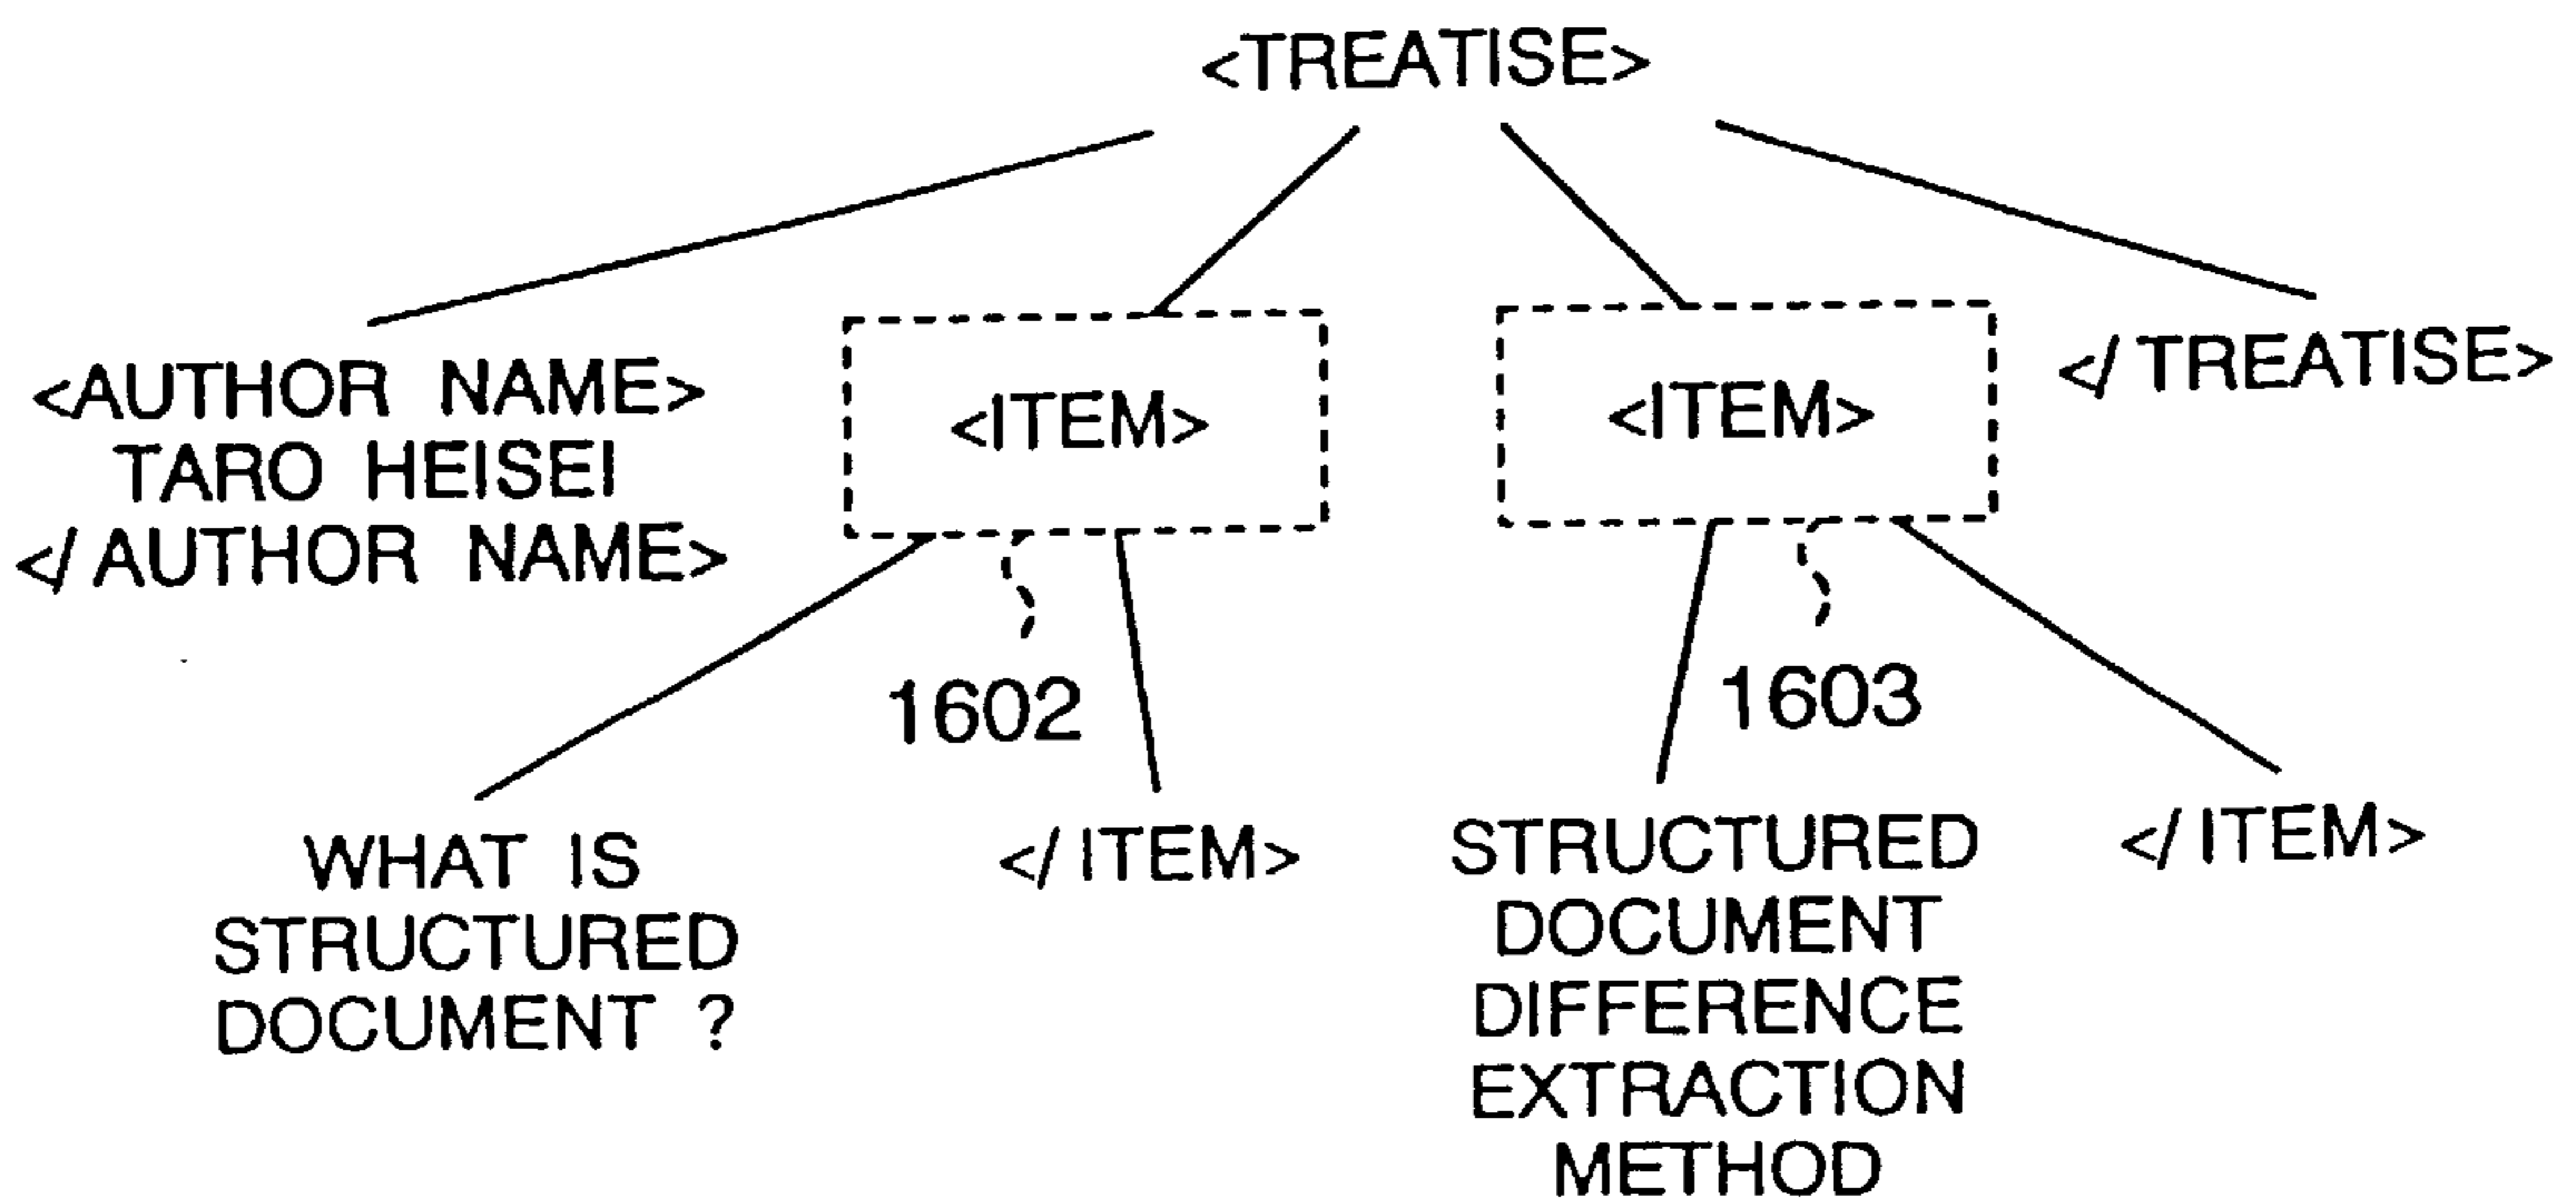 <TREATISE>
<AUTHOR NAME>
TARO HEISEI
</AUTHOR NAME>
<ITEM>
<ITEM>
</TREATISE>
1602
1603
WHAT IS
STRUCTURED
DOCUMENT ?
</ITEM>
STRUCTURED
DOCUMENT
DIFFERENCE
EXTRACTION
METHOD
</ITEM>